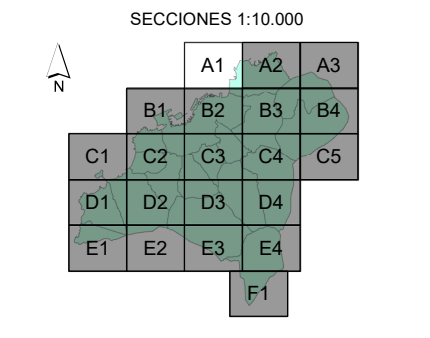 SECCIONES 1:10.000
N
A1 A2 A3
B1 B2 B3 B4
C1 C2 C3 C4 C5
D1 D2 D3 D4
E1 E2 E3 E4
F1